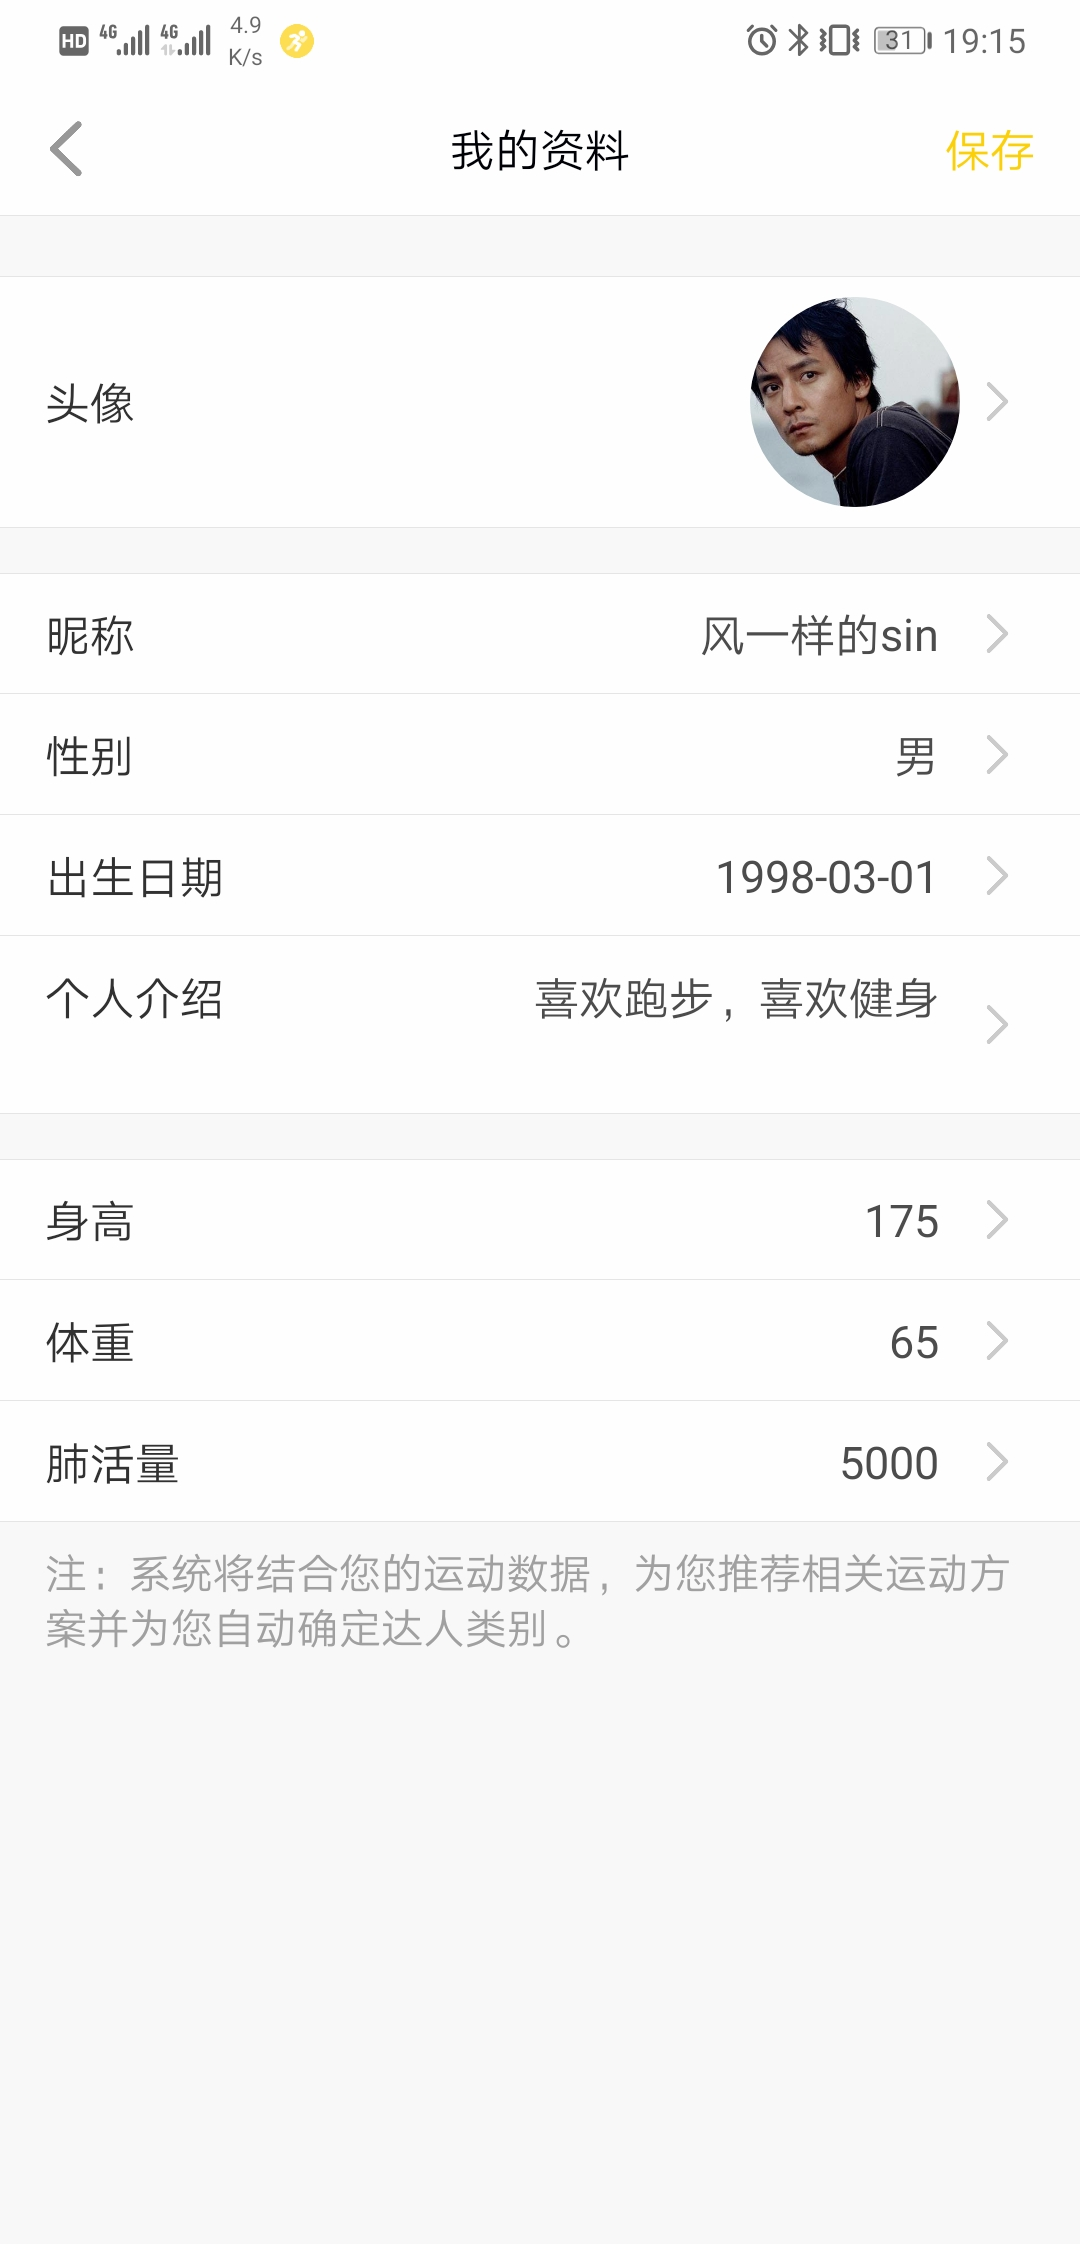 HD 4G 4G 4.9 K/s 31 19:15
我的资料 保存
头像
昵称 风一样的sin
性别 男
出生日期 1998-03-01
个人介绍 喜欢跑步，喜欢健身
身高 175
体重 65
肺活量 5000
注：系统将结合您的运动数据，为您推荐相关运动方
案并为您自动确定达人类别。